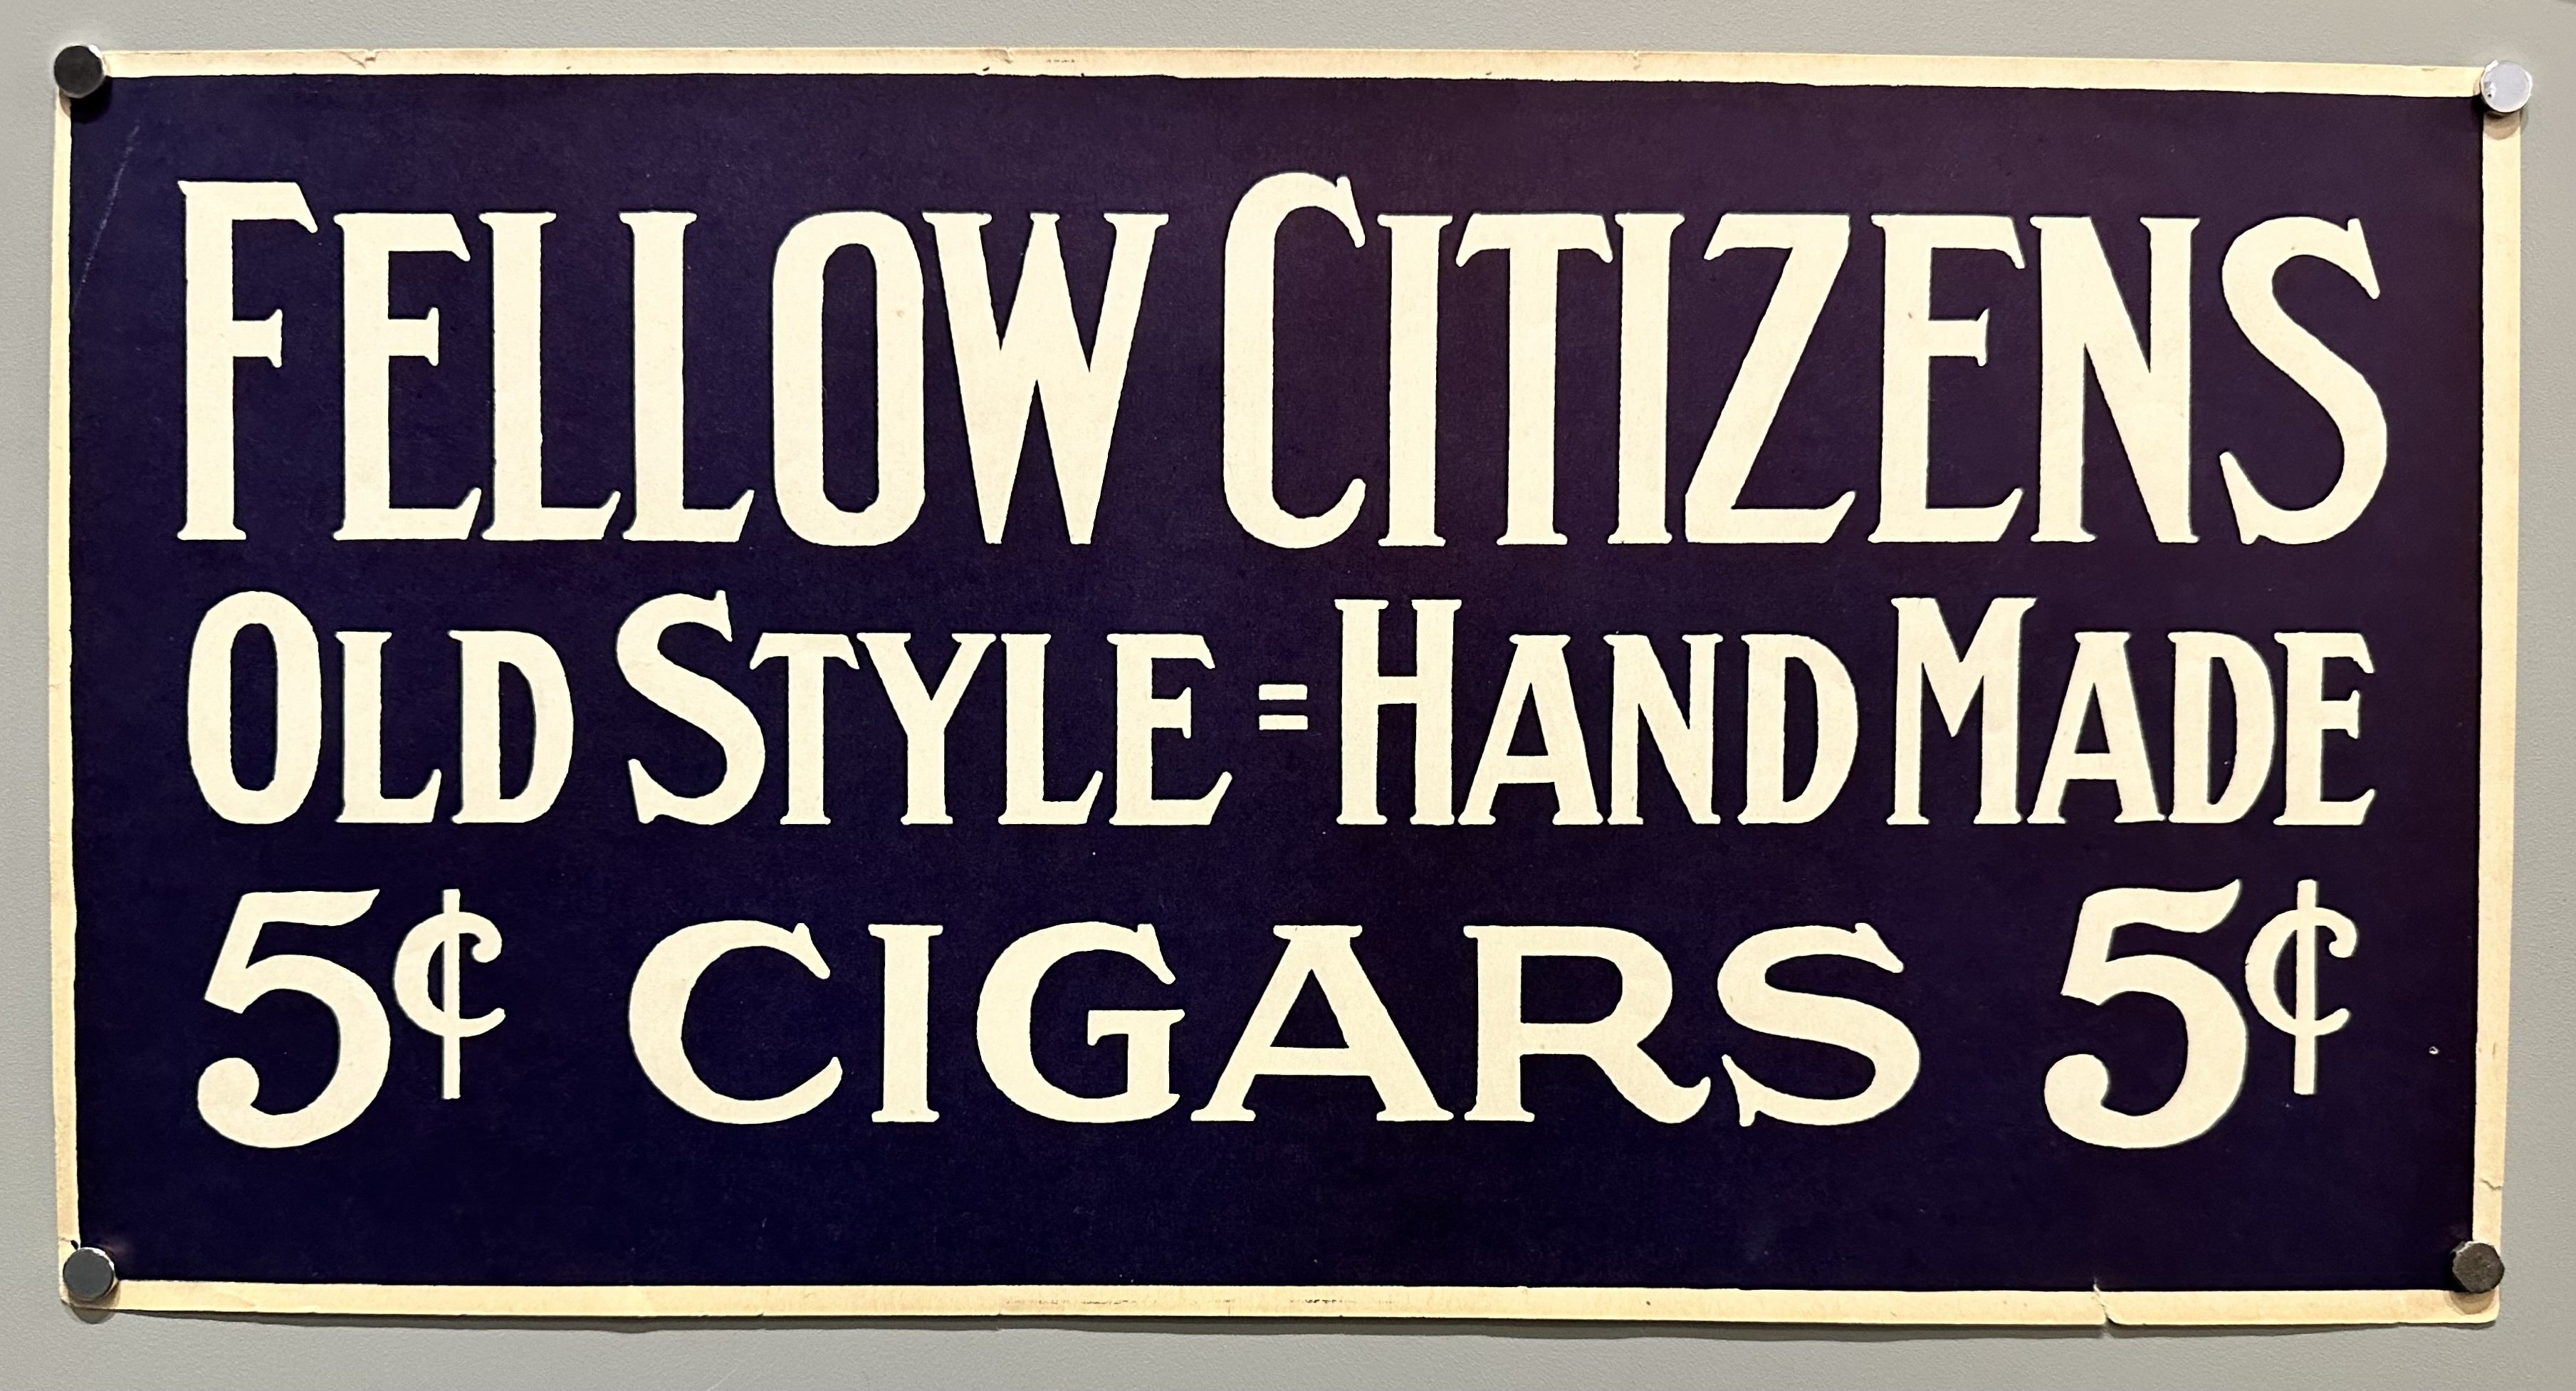 FELLOW CITIZENS
OLD STYLE = HAND MADE
5¢ CIGARS 5¢